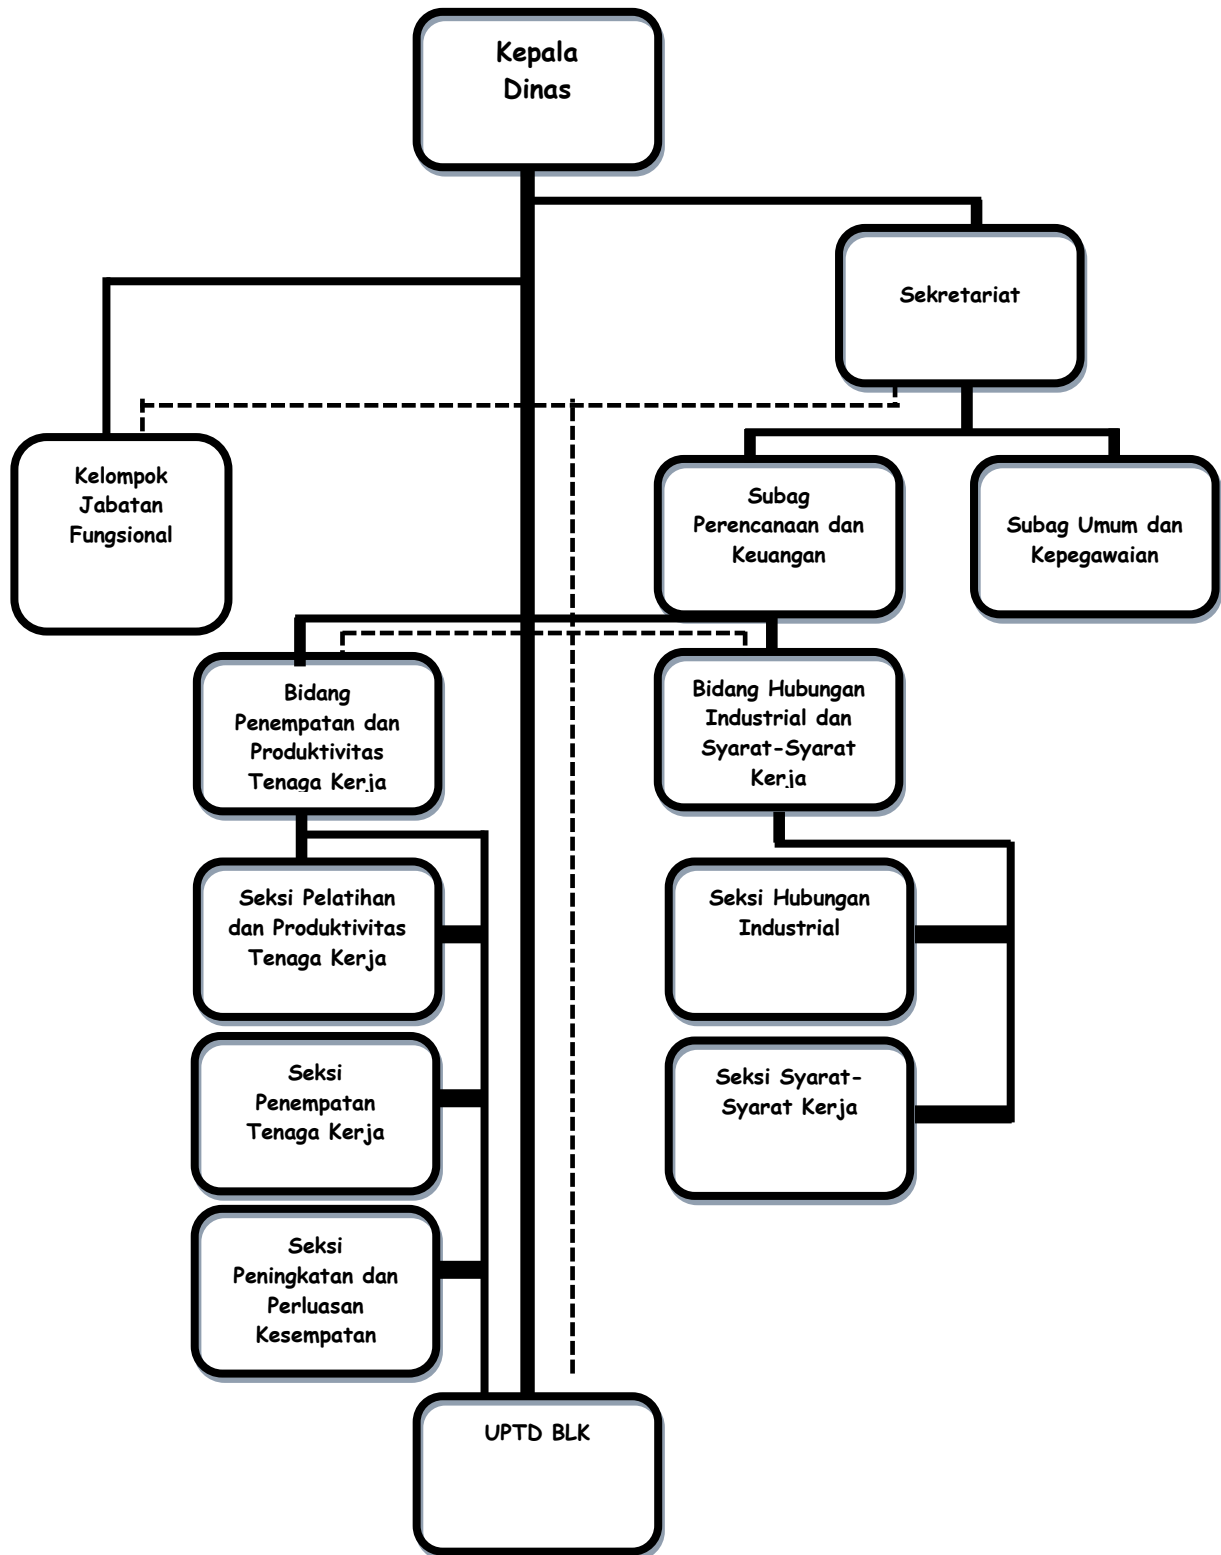 Kepala
Dinas
Sekretariat
Kelompok
Jabatan
Fungsional
Subag
Perencanaan dan
Keuangan
Subag Umum dan
Kepegawaian
Bidang
Penempatan dan
Produktivitas
Tenaga Kerja
Bidang Hubungan
Industrial dan
Syarat-Syarat
Kerja
Seksi Pelatihan
dan Produktivitas
Tenaga Kerja
Seksi Hubungan
Industrial
Seksi
Penempatan
Tenaga Kerja
Seksi Syarat-
Syarat Kerja
Seksi
Peningkatan dan
Perluasan
Kesempatan
UPTD BLK